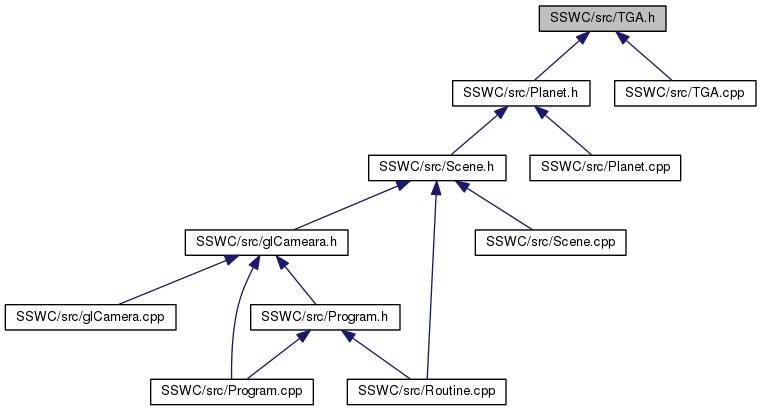 SSWC/src/TGA.h
SSWC/src/Planet.h
SSWC/src/TGA.cpp
SSWC/src/Scene.h
SSWC/src/Planet.cpp
SSWC/src/glCameara.h
SSWC/src/Scene.cpp
SSWC/src/glCamera.cpp
SSWC/src/Program.h
SSWC/src/Program.cpp
SSWC/src/Routine.cpp